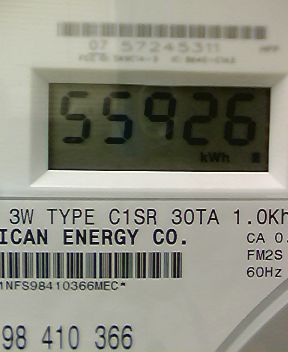 07 57245311
55926
kWh
3W TYPE C1SR 30TA 1.0Kh
ICAN ENERGY CO.
CA 0.
FM2S
60Hz
1NFS98410366MEC*
98 410 366